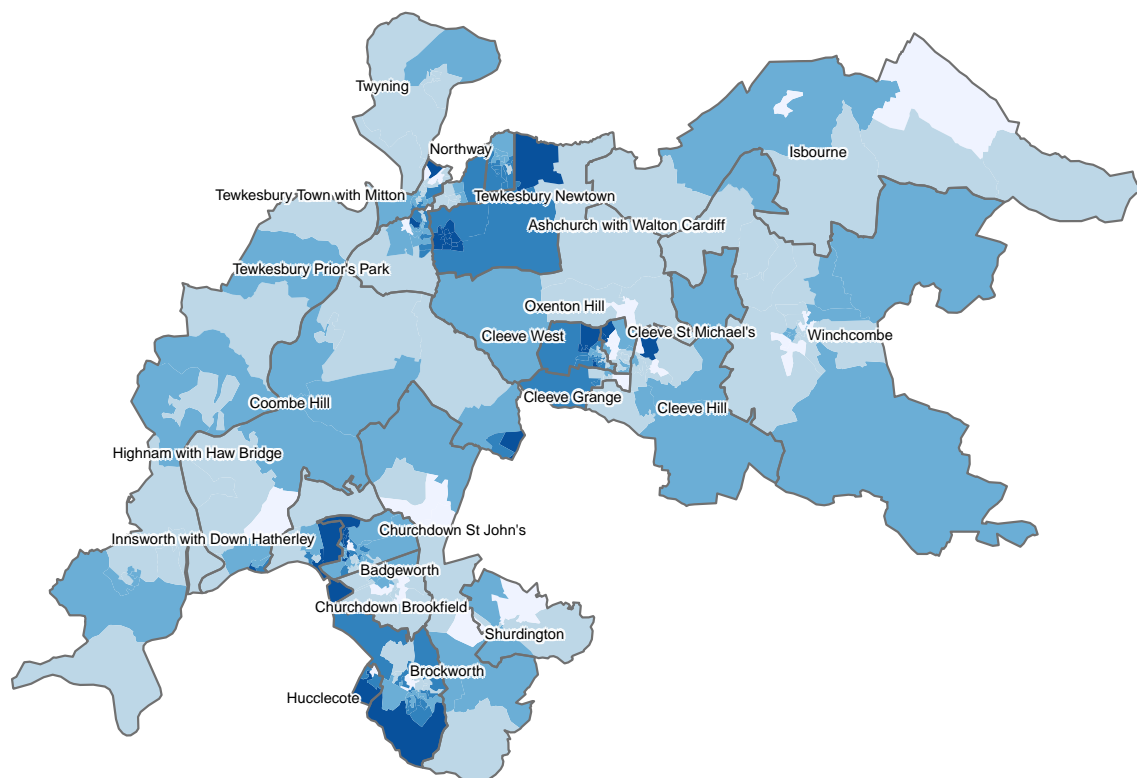 Twyning
Northway
Isbourne
Tewkesbury Town with Mitton
Tewkesbury Newtown
Ashchurch with Walton Cardiff
Tewkesbury Prior's Park
Oxenton Hill
Cleeve West
Cleeve St Michael's
Winchcombe
Cleeve Grange
Coombe Hill
Cleeve Hill
Highnam with Haw Bridge
Churchdown St John's
Innsworth with Down Hatherley
Badgeworth
Churchdown Brookfield
Shurdington
Brockworth
Hucclecote